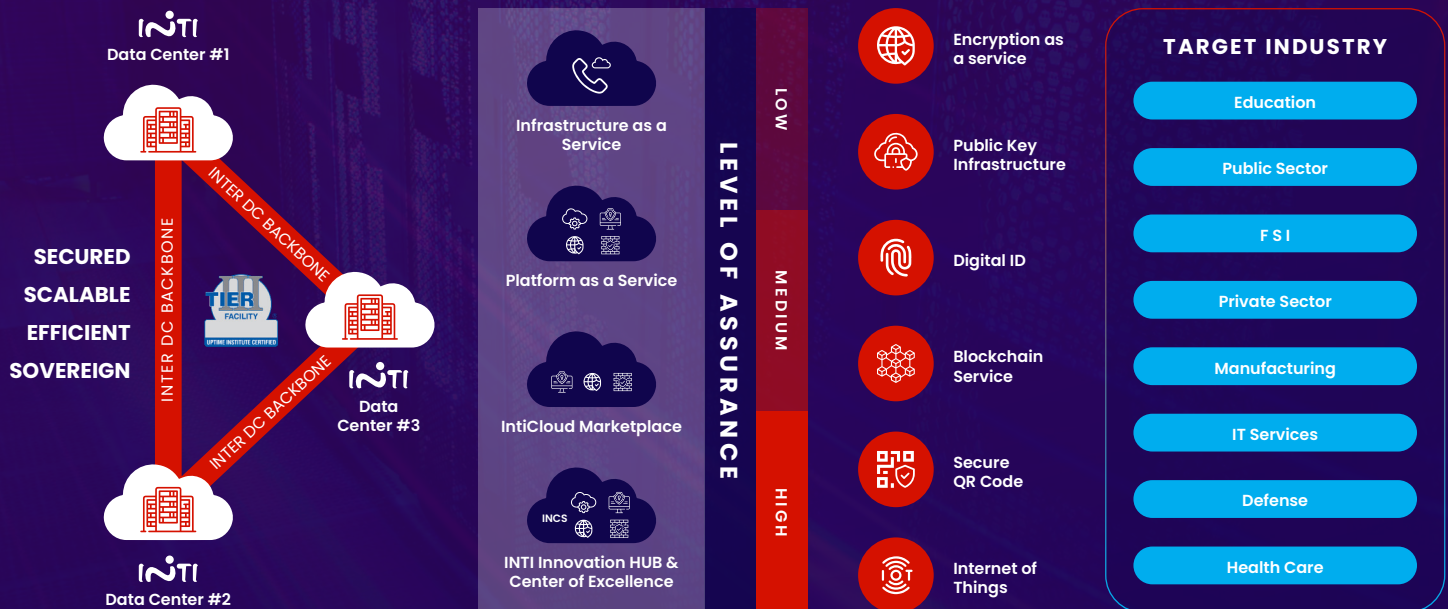 INTI
Data Center #1
INTER DC BACKBONE
INTER DC BACKBONE
INTER DC BACKBONE
SECURED
SCALABLE
EFFICIENT
SOVEREIGN
III
TIER
FACILITY
UPTIME INSTITUTE CERTIFIED
INTI
Data
Center #3
INTI
Data Center #2
Infrastructure as a
Service
Platform as a Service
IntiCloud Marketplace
INCS
INTI Innovation HUB &
Center of Excellence
LEVEL OF ASSURANCE
LOW
MEDIUM
HIGH
Encryption as
a service
Public Key
Infrastructure
Digital ID
Blockchain
Service
Secure
QR Code
IOT
Internet of
Things
TARGET INDUSTRY
Education
Public Sector
F S I
Private Sector
Manufacturing
IT Services
Defense
Health Care